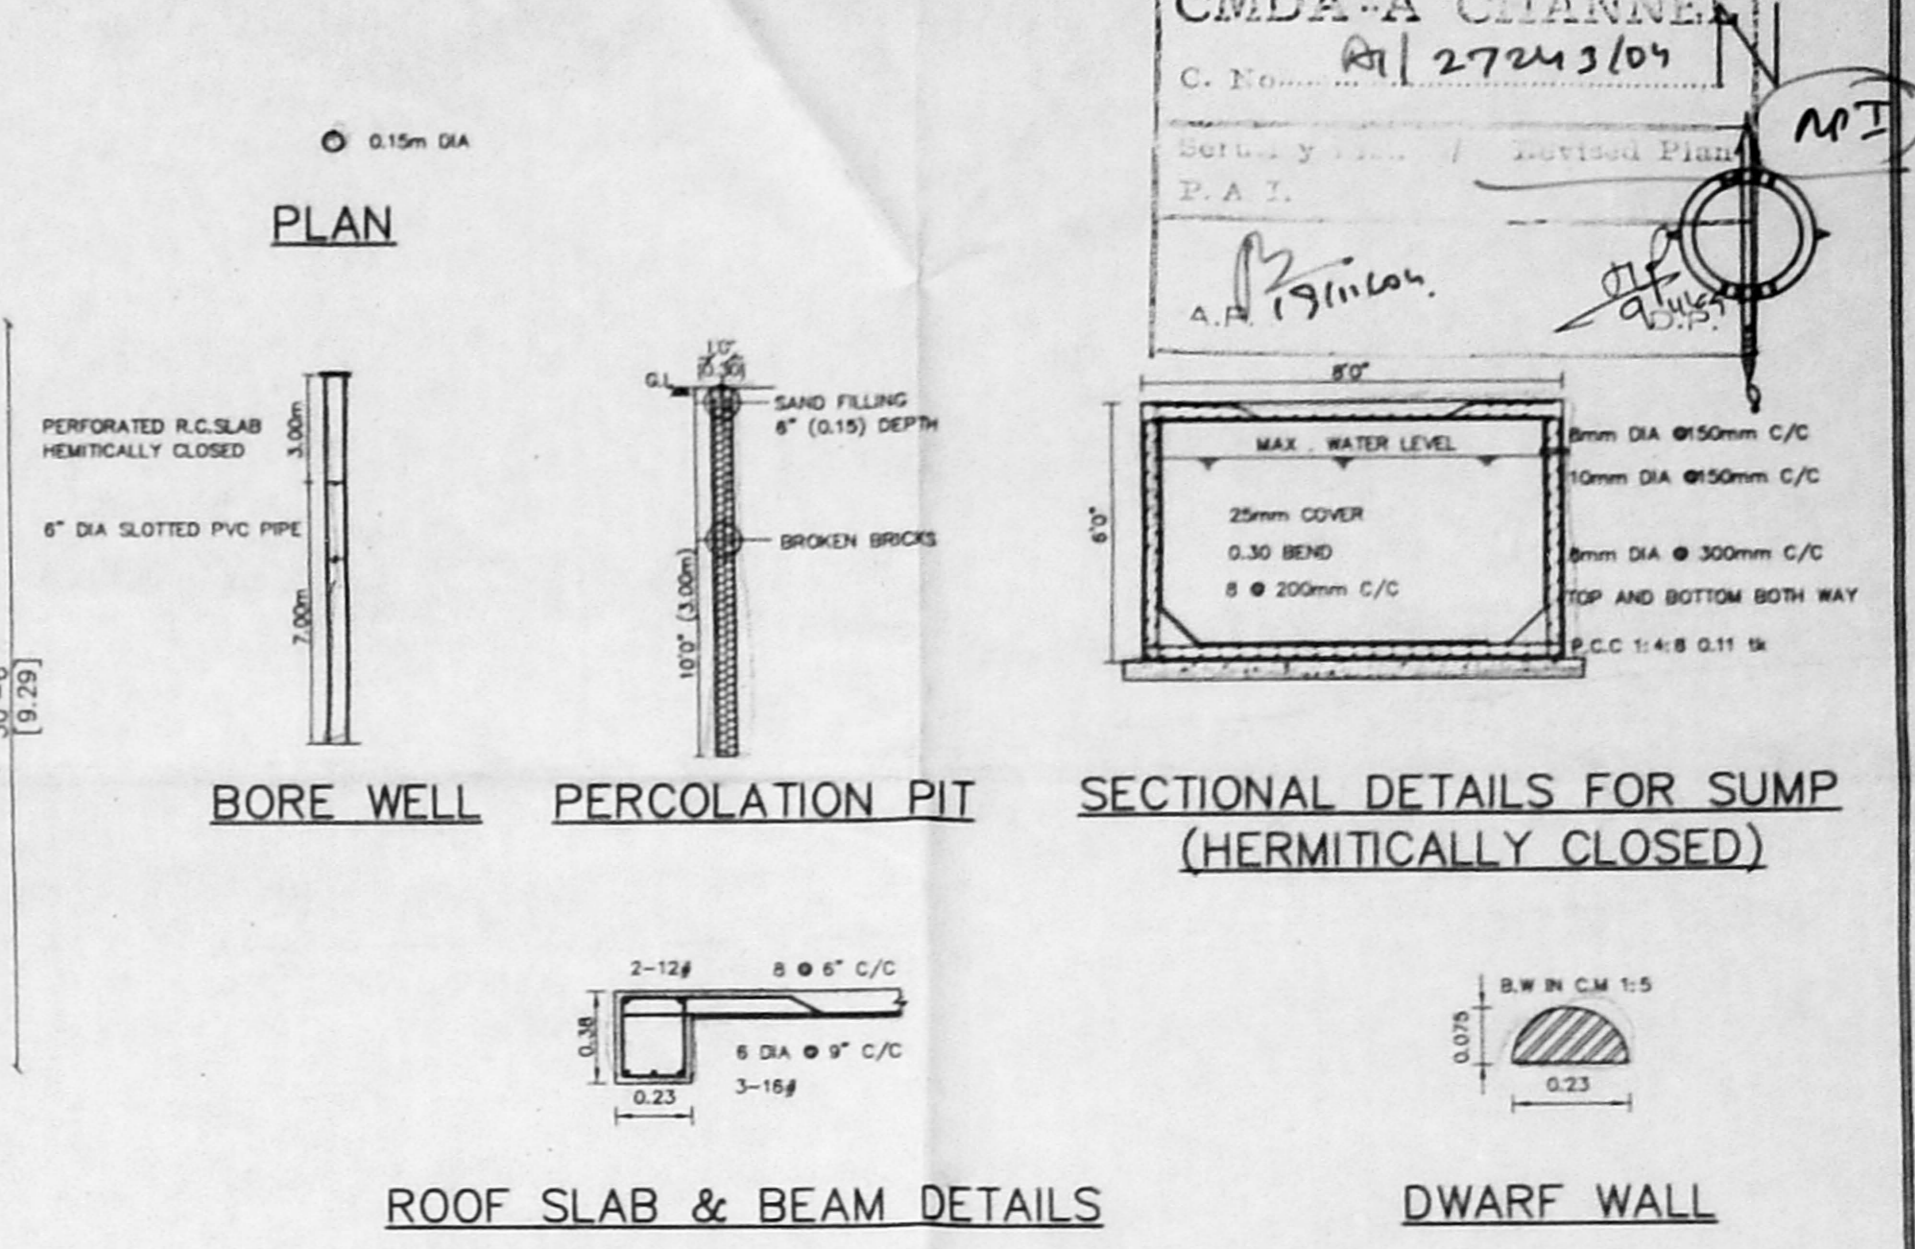 CMDA-A CHANNEL
C. No. A1/27243/04
Revised Plan
P. A I.
A.P. 19/11/04.
D.P.
0.15m DIA
PLAN
PERFORATED R.C.SLAB
HEMITICALLY CLOSED
3.00m
6" DIA SLOTTED PVC PIPE
7.00m
[9.29]
BORE WELL
1'0"
(0.30)
G.L
SAND FILLING
6" (0.15) DEPTH
BROKEN BRICKS
10'0" (3.00m)
PERCOLATION PIT
8'0"
6'0"
MAX . WATER LEVEL
25mm COVER
0.30 BEND
8 @ 200mm C/C
8mm DIA @150mm C/C
10mm DIA @150mm C/C
8mm DIA @ 300mm C/C
TOP AND BOTTOM BOTH WAY
P.C.C 1:4:8 0.11 tk
SECTIONAL DETAILS FOR SUMP
(HERMITICALLY CLOSED)
2-12∮
8 @ 6" C/C
0.38
6 DIA @ 9" C/C
3-16∮
0.23
ROOF SLAB & BEAM DETAILS
B.W IN C.M 1:5
0.075
0.23
DWARF WALL